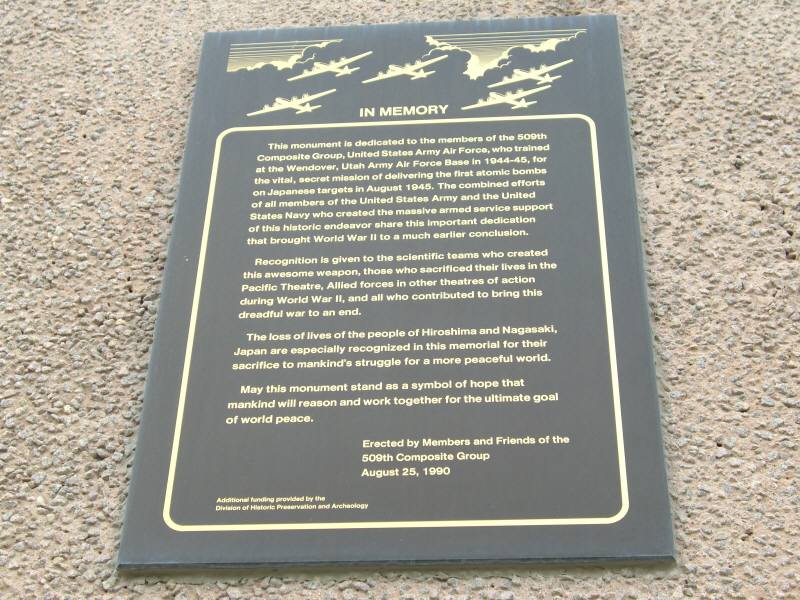 IN MEMORY
This monument is dedicated to the members of the 509th
Composite Group, United States Army Air Force, who trained
at the Wendover, Utah Army Air Force Base in 1944-45, for
the vital, secret mission of delivering the first atomic bombs
on Japanese targets in August 1945. The combined efforts
of all members of the United States Army and the United
States Navy who created the massive armed service support
of this historic endeavor share this important dedication
that brought World War II to a much earlier conclusion.
Recognition is given to the scientific teams who created
this awesome weapon, those who sacrificed their lives in the
Pacific Theatre, Allied forces in other theatres of action
during World War II, and all who contributed to bring this
dreadful war to an end.
The loss of lives of the people of Hiroshima and Nagasaki,
Japan are especially recognized in this memorial for their
sacrifice to mankind's struggle for a more peaceful world.
May this monument stand as a symbol of hope that
mankind will reason and work together for the ultimate goal
of world peace.
Erected by Members and Friends of the
509th Composite Group
August 25, 1990
Additional funding provided by the
Division of Historic Preservation and Archeology